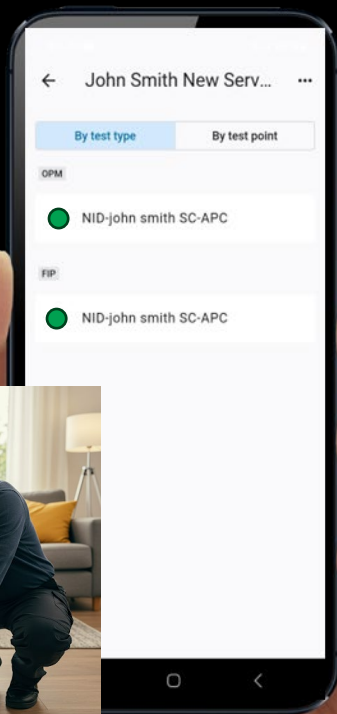 John Smith New Serv...
By test type
By test point
OPM
NID-john smith SC-APC
FIP
NID-john smith SC-APC